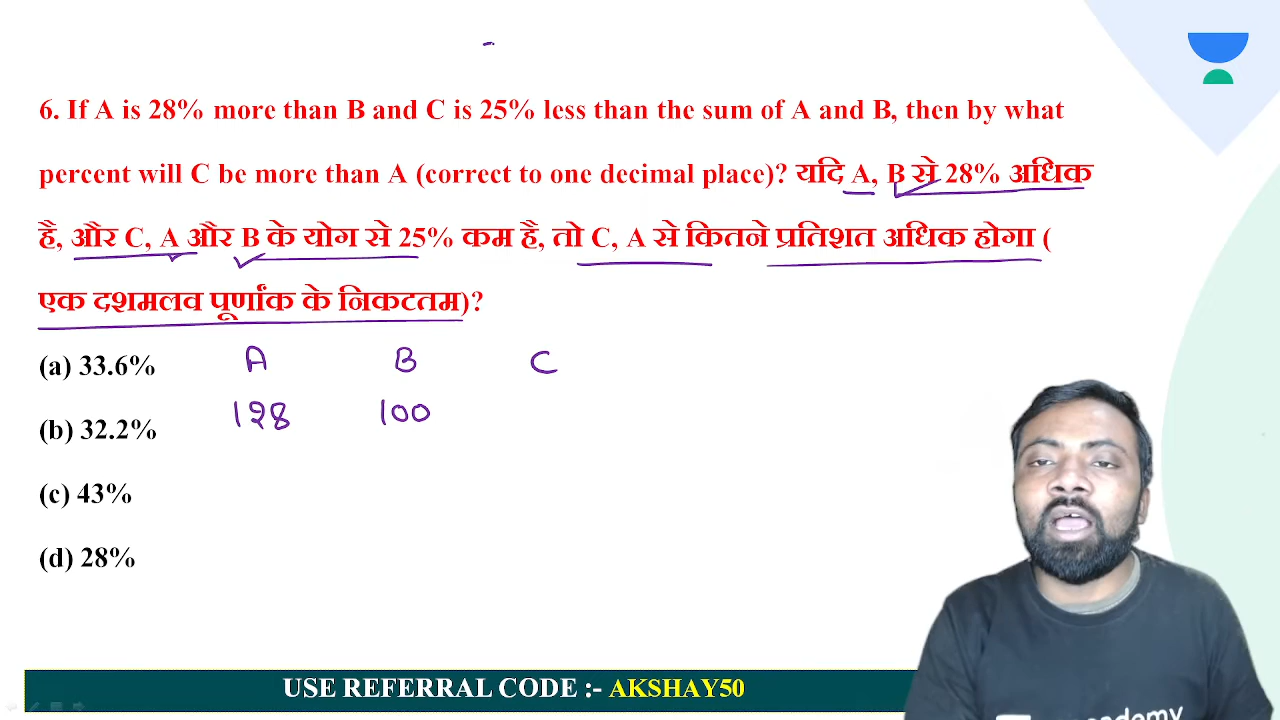 6. If A is 28% more than B and C is 25% less than the sum of A and B, then by what
percent will C be more than A (correct to one decimal place)? यदि A, B से 28% अधिक
है, और C, A और B के योग से 25% कम है, तो C, A से कितने प्रतिशत अधिक होगा (
एक दशमलव पूर्णांक के निकटतम)?
(a) 33.6%
A B C
128 100
(b) 32.2%
(c) 43%
(d) 28%
USE REFERRAL CODE :- AKSHAY50